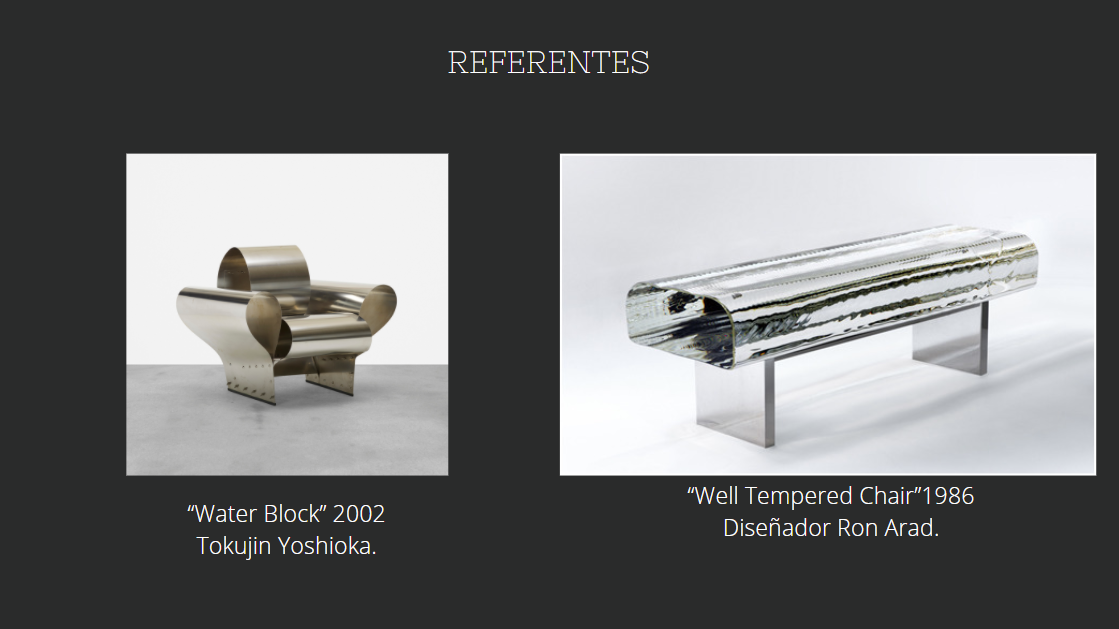 REFERENTES
“Water Block” 2002
Tokujin Yoshioka.
“Well Tempered Chair”1986
Diseñador Ron Arad.